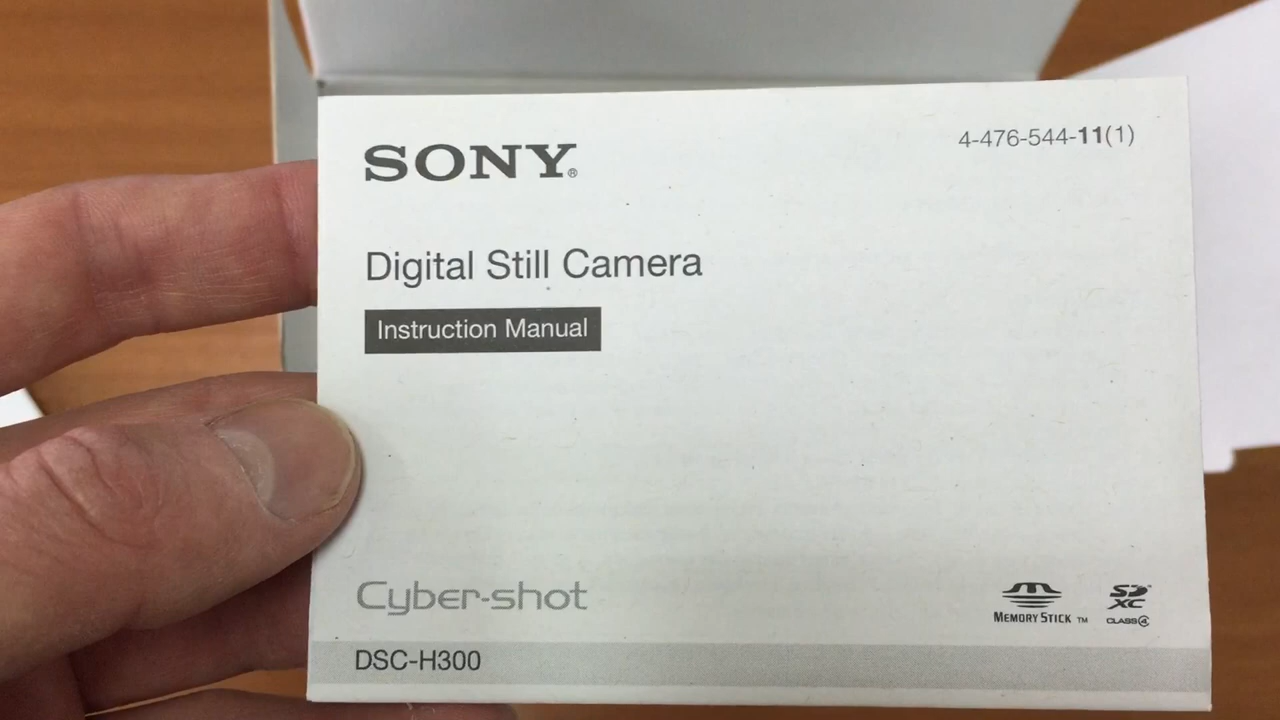 SONY®
4-476-544-11(1)
Digital Still Camera
Instruction Manual
Cyber-shot
MEMORY STICK TM
SD XC
CLASS4
DSC-H300